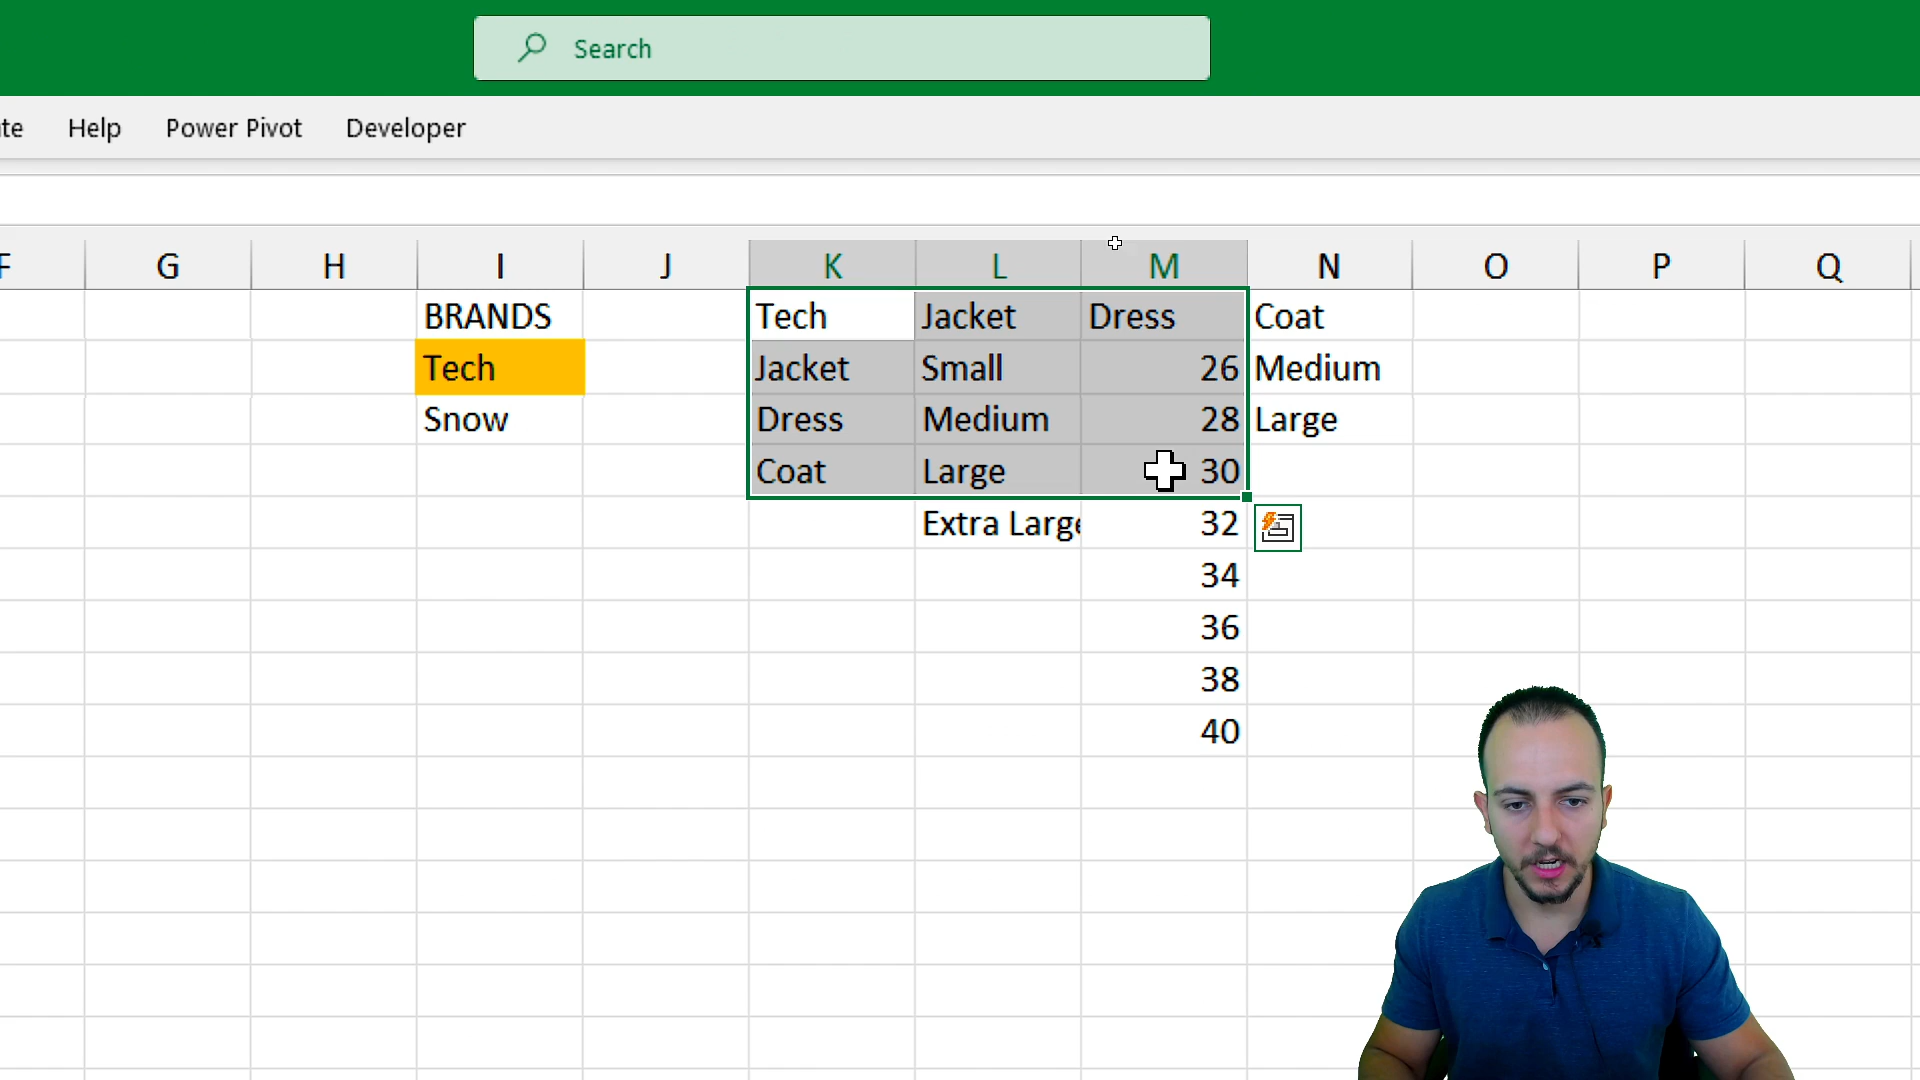 Search
te Help Power Pivot Developer
F G H I J K L M N O P Q
BRANDS Tech Jacket Dress Coat
Tech Jacket Small 26 Medium
Snow Dress Medium 28 Large
Coat Large 30
Extra Large 32
34
36
38
40